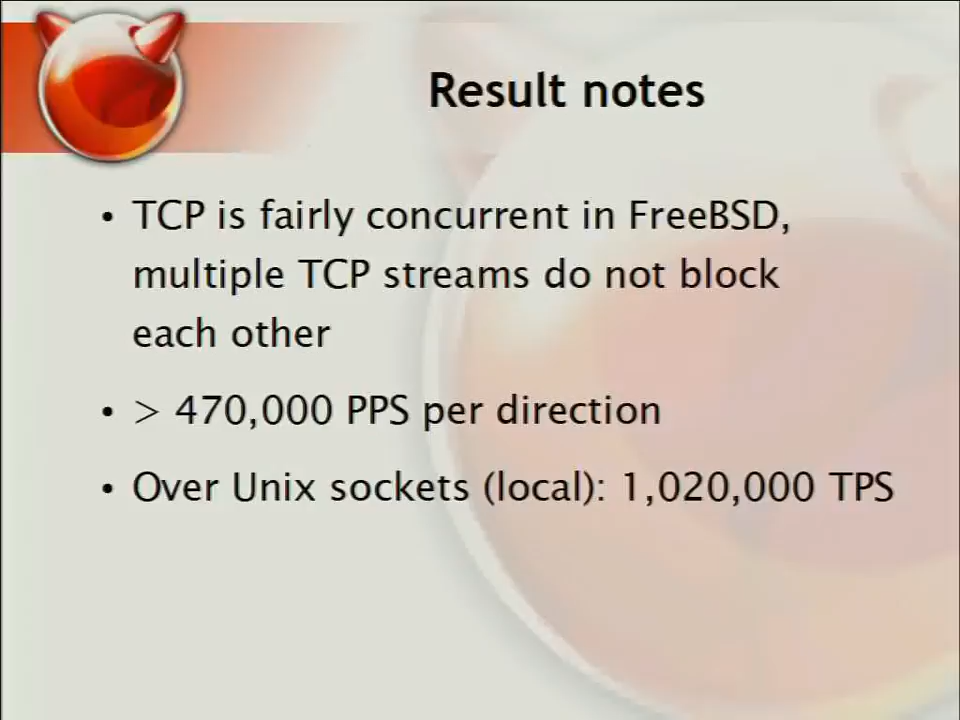 Result notes
• TCP is fairly concurrent in FreeBSD,
multiple TCP streams do not block
each other
• > 470,000 PPS per direction
• Over Unix sockets (local): 1,020,000 TPS